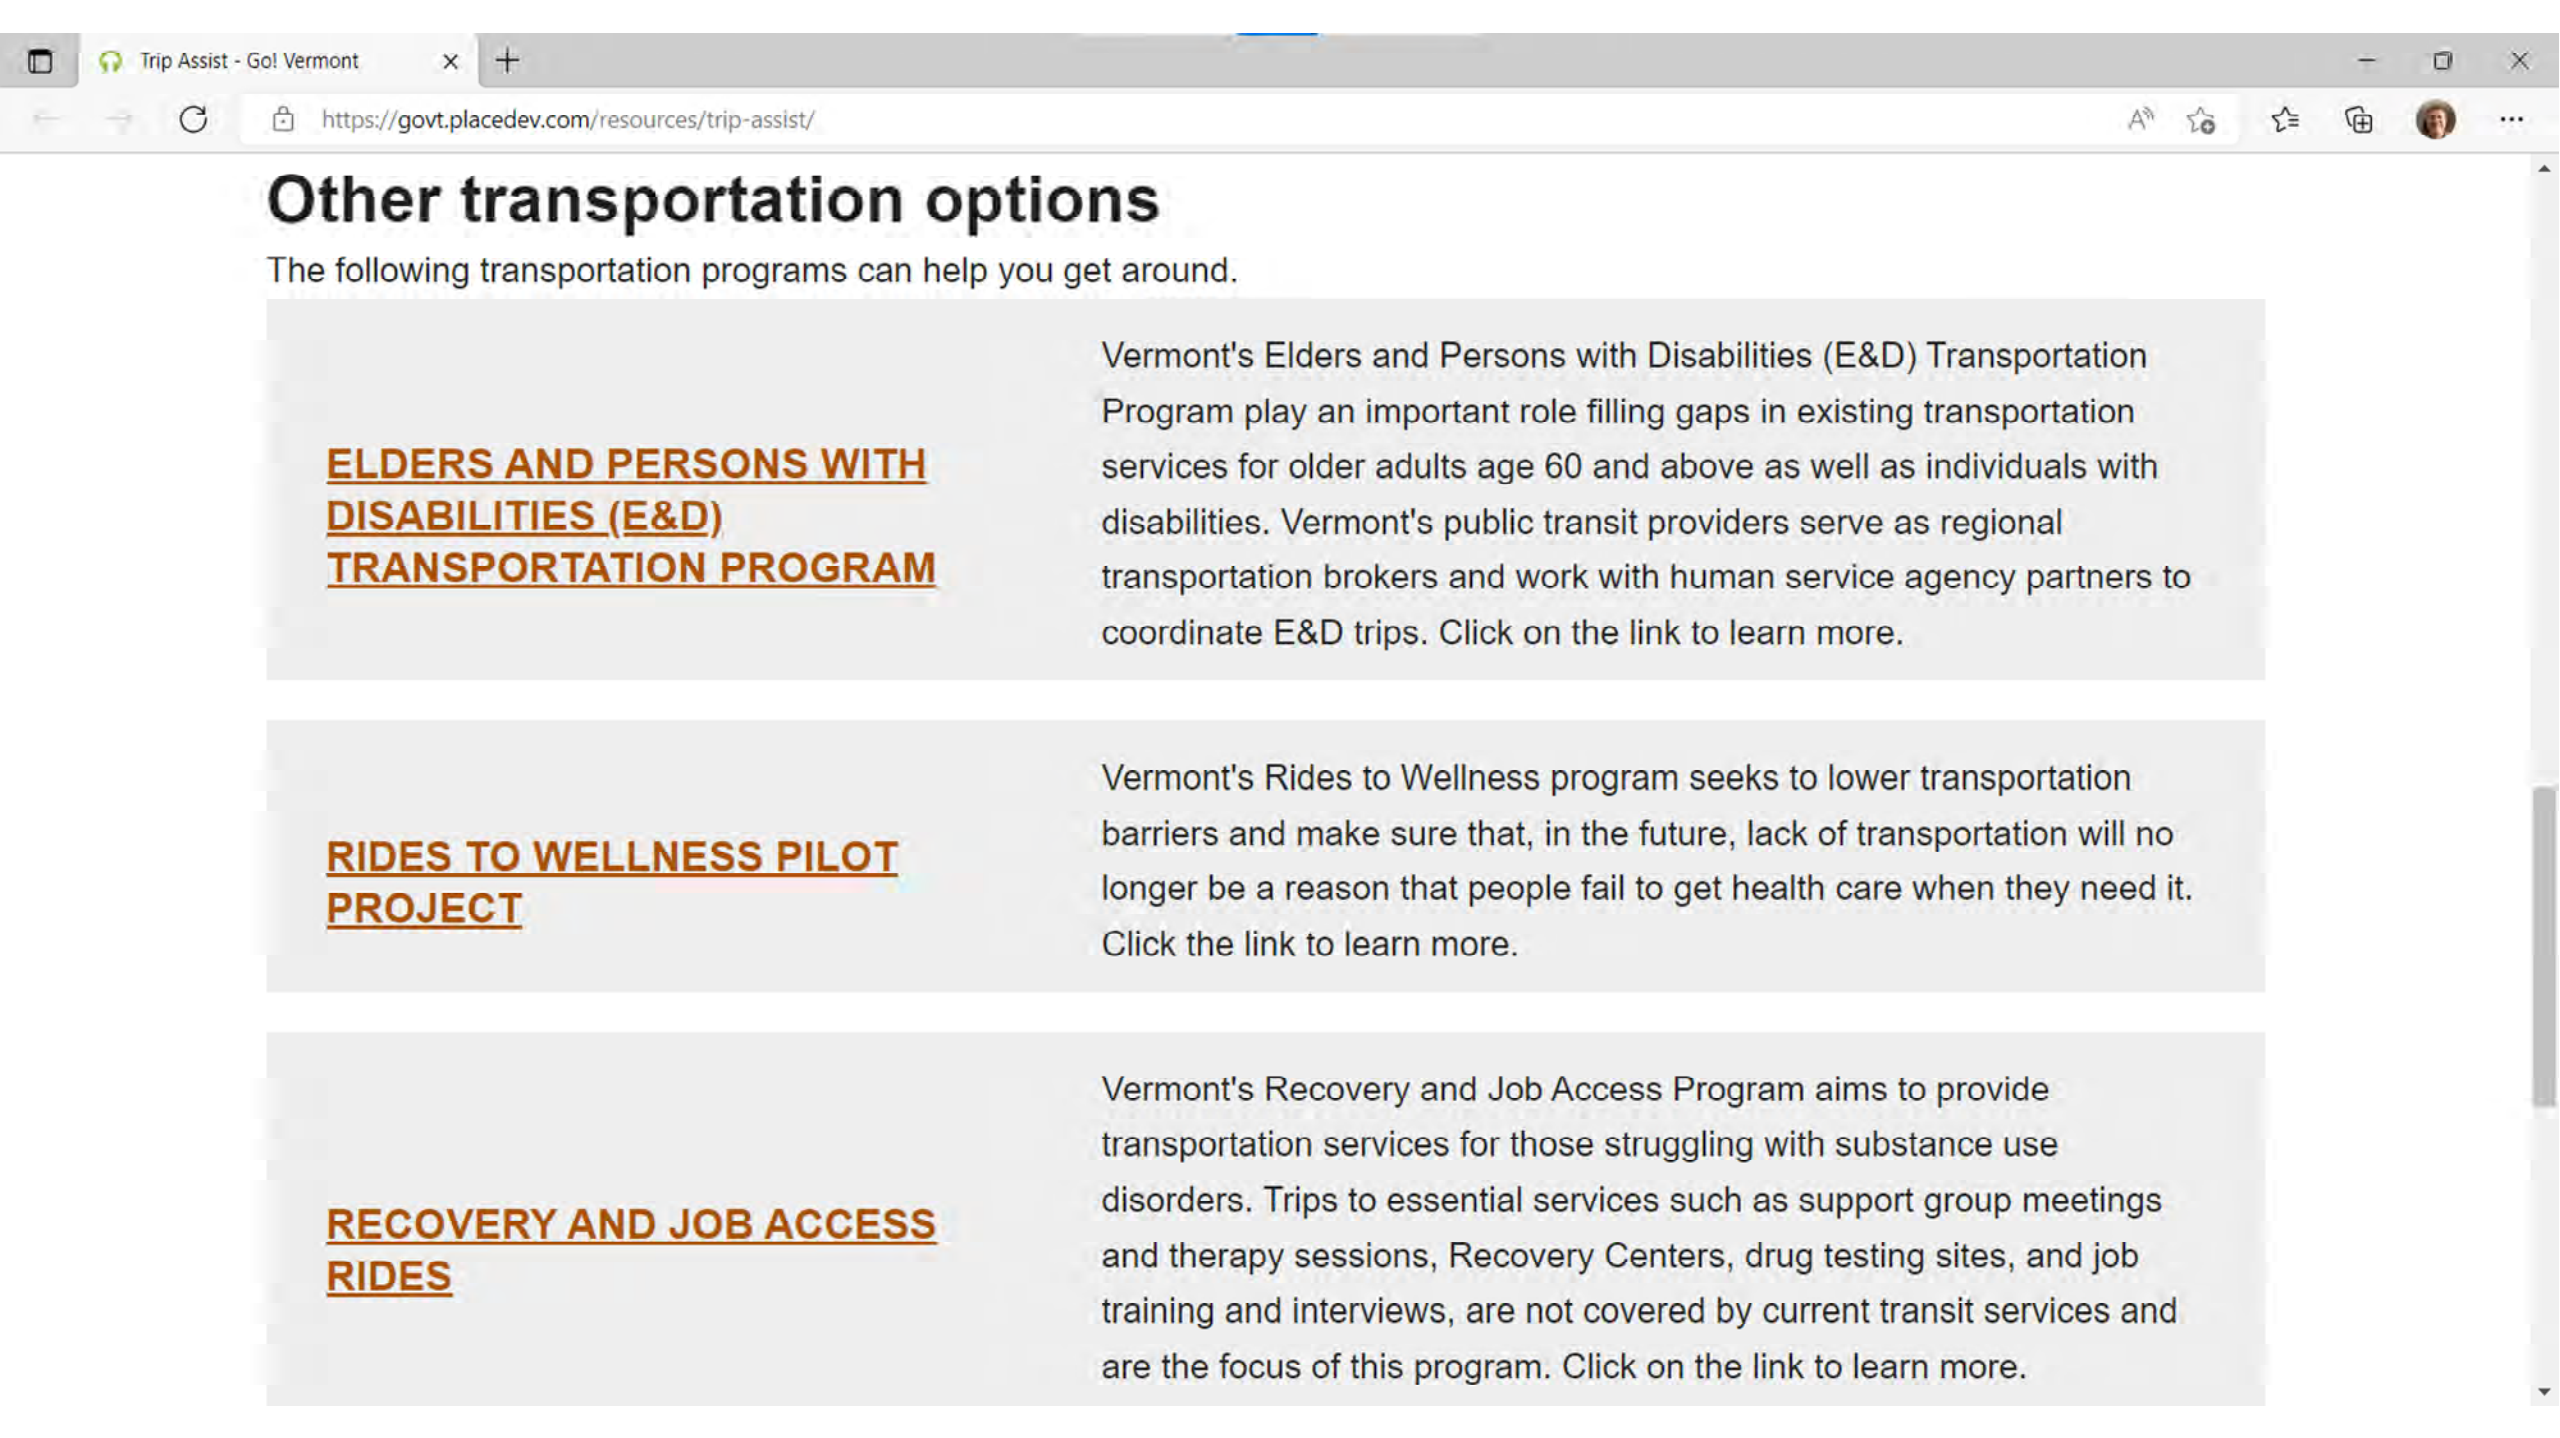 Trip Assist - Go! Vermont
https://govt.placedev.com/resources/trip-assist/
Other transportation options
The following transportation programs can help you get around.
ELDERS AND PERSONS WITH
DISABILITIES (E&D)
TRANSPORTATION PROGRAM
Vermont's Elders and Persons with Disabilities (E&D) Transportation
Program play an important role filling gaps in existing transportation
services for older adults age 60 and above as well as individuals with
disabilities. Vermont's public transit providers serve as regional
transportation brokers and work with human service agency partners to
coordinate E&D trips. Click on the link to learn more.
RIDES TO WELLNESS PILOT
PROJECT
Vermont's Rides to Wellness program seeks to lower transportation
barriers and make sure that, in the future, lack of transportation will no
longer be a reason that people fail to get health care when they need it.
Click the link to learn more.
RECOVERY AND JOB ACCESS
RIDES
Vermont's Recovery and Job Access Program aims to provide
transportation services for those struggling with substance use
disorders. Trips to essential services such as support group meetings
and therapy sessions, Recovery Centers, drug testing sites, and job
training and interviews, are not covered by current transit services and
are the focus of this program. Click on the link to learn more.